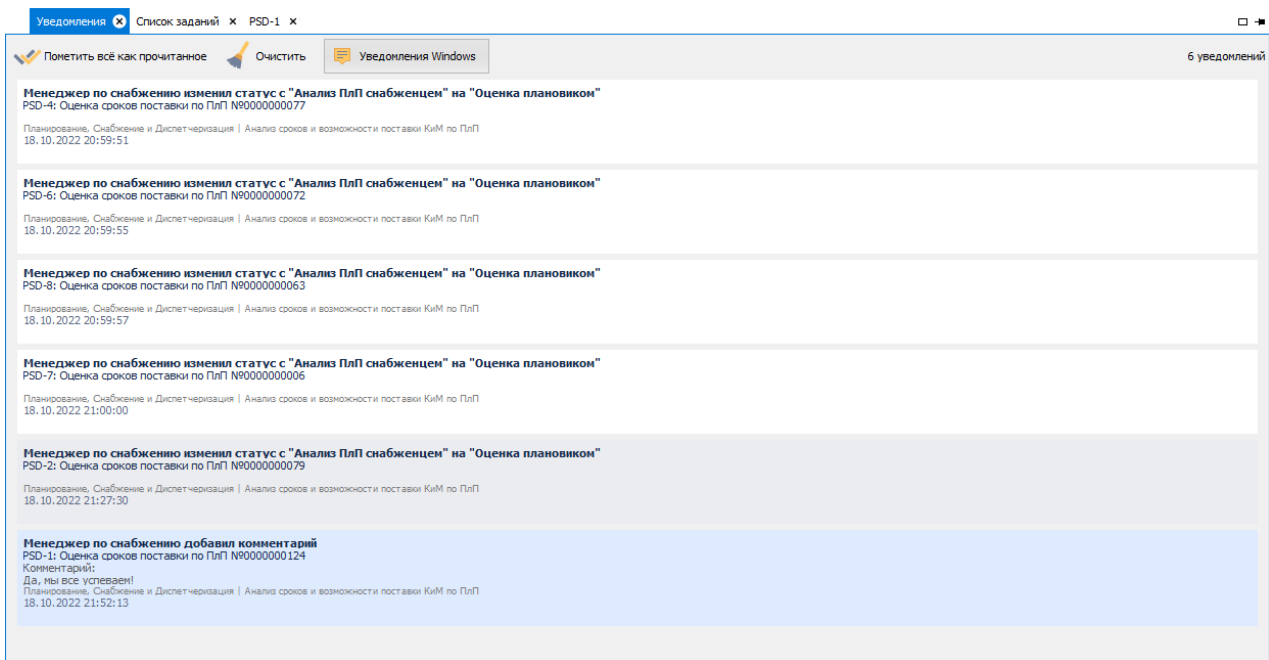 Уведомления Список заданий PSD-1
Пометить всё как прочитанное Очистить Уведомления Windows 6 уведомлений
Менеджер по снабжению изменил статус с "Анализ ПлП снабженцем" на "Оценка плановиком"
PSD-4: Оценка сроков поставки по ПлП №0000000077
Планирование, Снабжение и Диспетчеризация | Анализ сроков и возможности поставки КиМ по ПлП
18.10.2022 20:59:51
Менеджер по снабжению изменил статус с "Анализ ПлП снабженцем" на "Оценка плановиком"
PSD-6: Оценка сроков поставки по ПлП №0000000072
Планирование, Снабжение и Диспетчеризация | Анализ сроков и возможности поставки КиМ по ПлП
18.10.2022 20:59:55
Менеджер по снабжению изменил статус с "Анализ ПлП снабженцем" на "Оценка плановиком"
PSD-8: Оценка сроков поставки по ПлП №0000000063
Планирование, Снабжение и Диспетчеризация | Анализ сроков и возможности поставки КиМ по ПлП
18.10.2022 20:59:57
Менеджер по снабжению изменил статус с "Анализ ПлП снабженцем" на "Оценка плановиком"
PSD-7: Оценка сроков поставки по ПлП №0000000006
Планирование, Снабжение и Диспетчеризация | Анализ сроков и возможности поставки КиМ по ПлП
18.10.2022 21:00:00
Менеджер по снабжению изменил статус с "Анализ ПлП снабженцем" на "Оценка плановиком"
PSD-2: Оценка сроков поставки по ПлП №0000000079
Планирование, Снабжение и Диспетчеризация | Анализ сроков и возможности поставки КиМ по ПлП
18.10.2022 21:27:30
Менеджер по снабжению добавил комментарий
PSD-1: Оценка сроков поставки по ПлП №0000000124
Комментарий:
Да, мы все успеваем!
Планирование, Снабжение и Диспетчеризация | Анализ сроков и возможности поставки КиМ по ПлП
18.10.2022 21:52:13